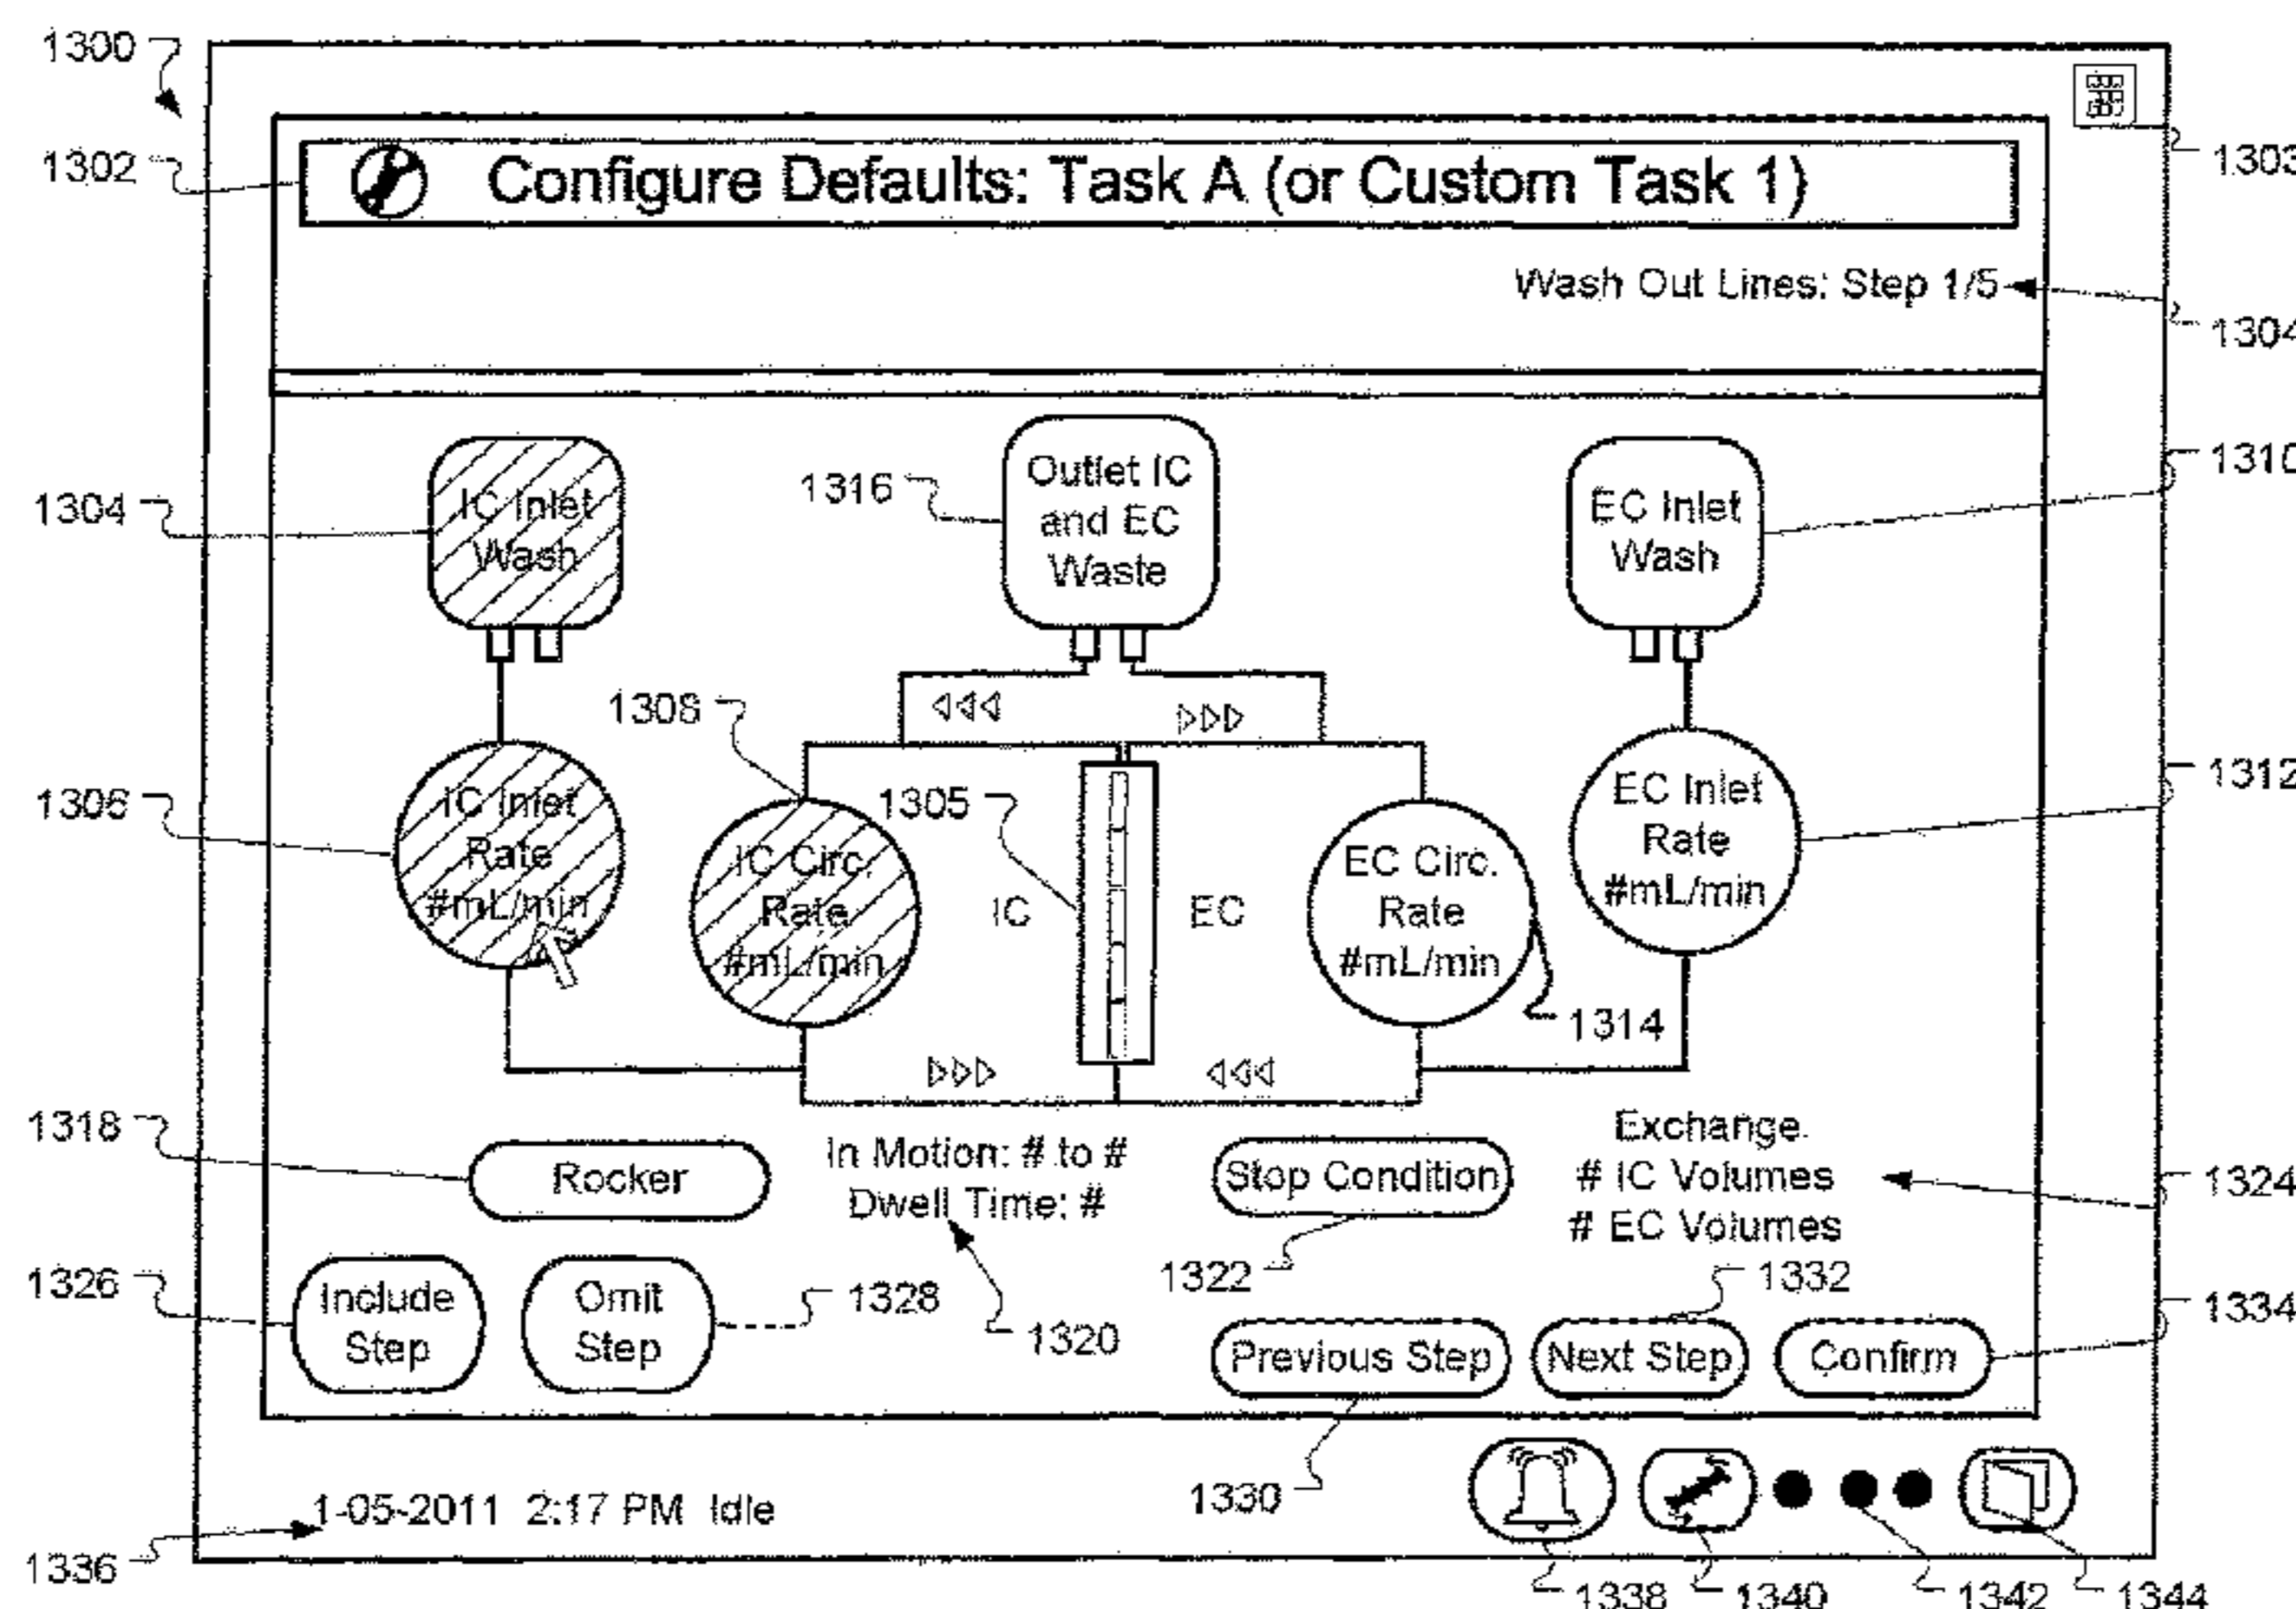 1300
1302
Configure Defaults: Task A (or Custom Task 1)
1303
Wash Out Lines: Step 1/5
1304
1304
IC Inlet
Wash
1316
Outlet IC
and EC
Waste
EC Inlet
Wash
1310
1306
IC Inlet
Rate
#mL/min
1308
IC Circ.
Rate
#mL/min
1305
IC
EC
EC Circ.
Rate
#mL/min
1314
EC Inlet
Rate
#mL/min
1312
1318
Rocker
In Motion: # to #
Dwell Time: #
1320
Stop Condition
1322
Exchange
# IC Volumes
# EC Volumes
1324
1326
Include
Step
Omit
Step
1328
Previous Step
1330
Next Step
1332
Confirm
1334
1-05-2011 2:17 PM Idle
1336
1338
1340
1342
1344